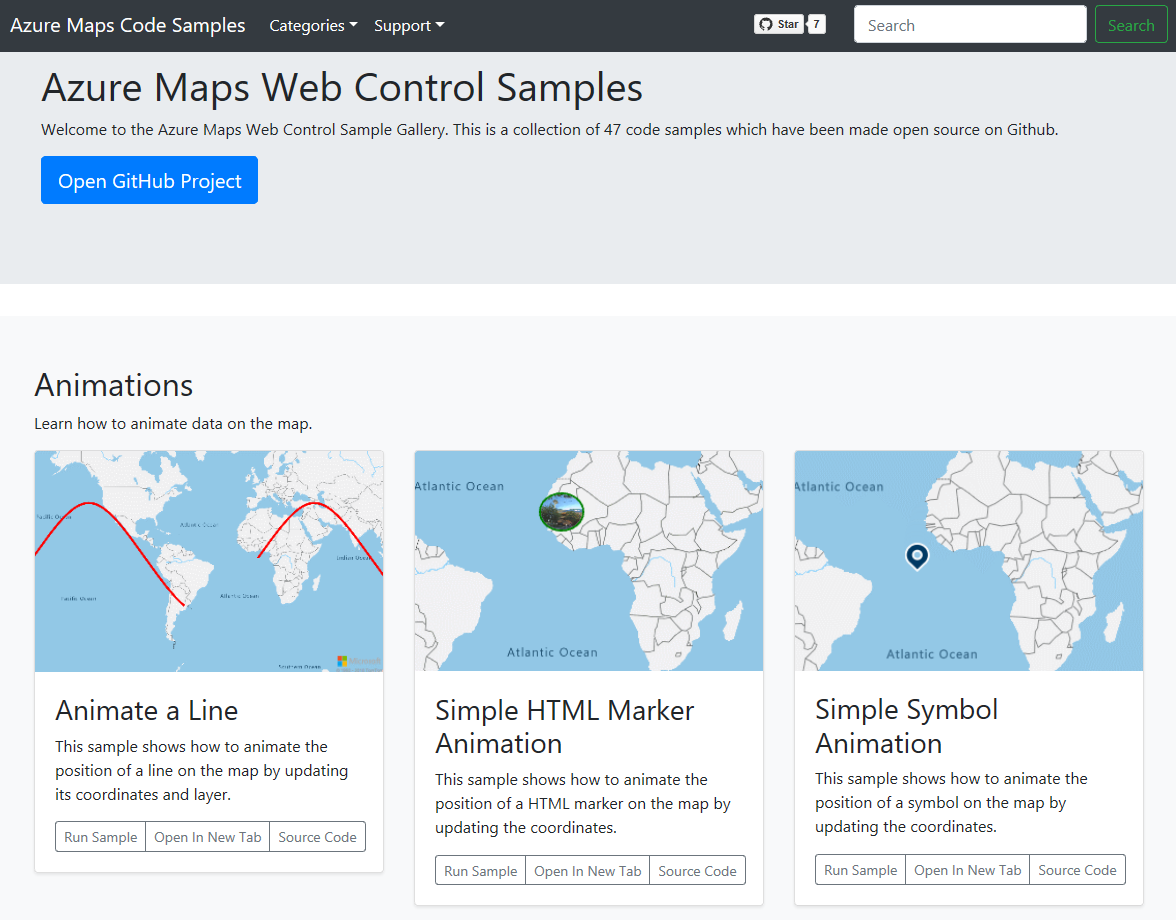 Azure Maps Code Samples
Categories
Support
Star
7
Search
Search
Azure Maps Web Control Samples
Welcome to the Azure Maps Web Control Sample Gallery. This is a collection of 47 code samples which have been made open source on Github.
Open GitHub Project
Animations
Learn how to animate data on the map.
Pacific Ocean
Atlantic Ocean
Indian Ocean
Pacific Ocean
Atlantic Ocean
Southern Ocean
Microsoft
Animate a Line
This sample shows how to animate the
position of a line on the map by updating
its coordinates and layer.
Run Sample
Open In New Tab
Source Code
Atlantic Ocean
Atlantic Ocean
Simple HTML Marker
Animation
This sample shows how to animate the
position of a HTML marker on the map by
updating the coordinates.
Run Sample
Open In New Tab
Source Code
Atlantic Ocean
Atlantic Ocean
Simple Symbol
Animation
This sample shows how to animate the
position of a symbol on the map by
updating the coordinates.
Run Sample
Open In New Tab
Source Code